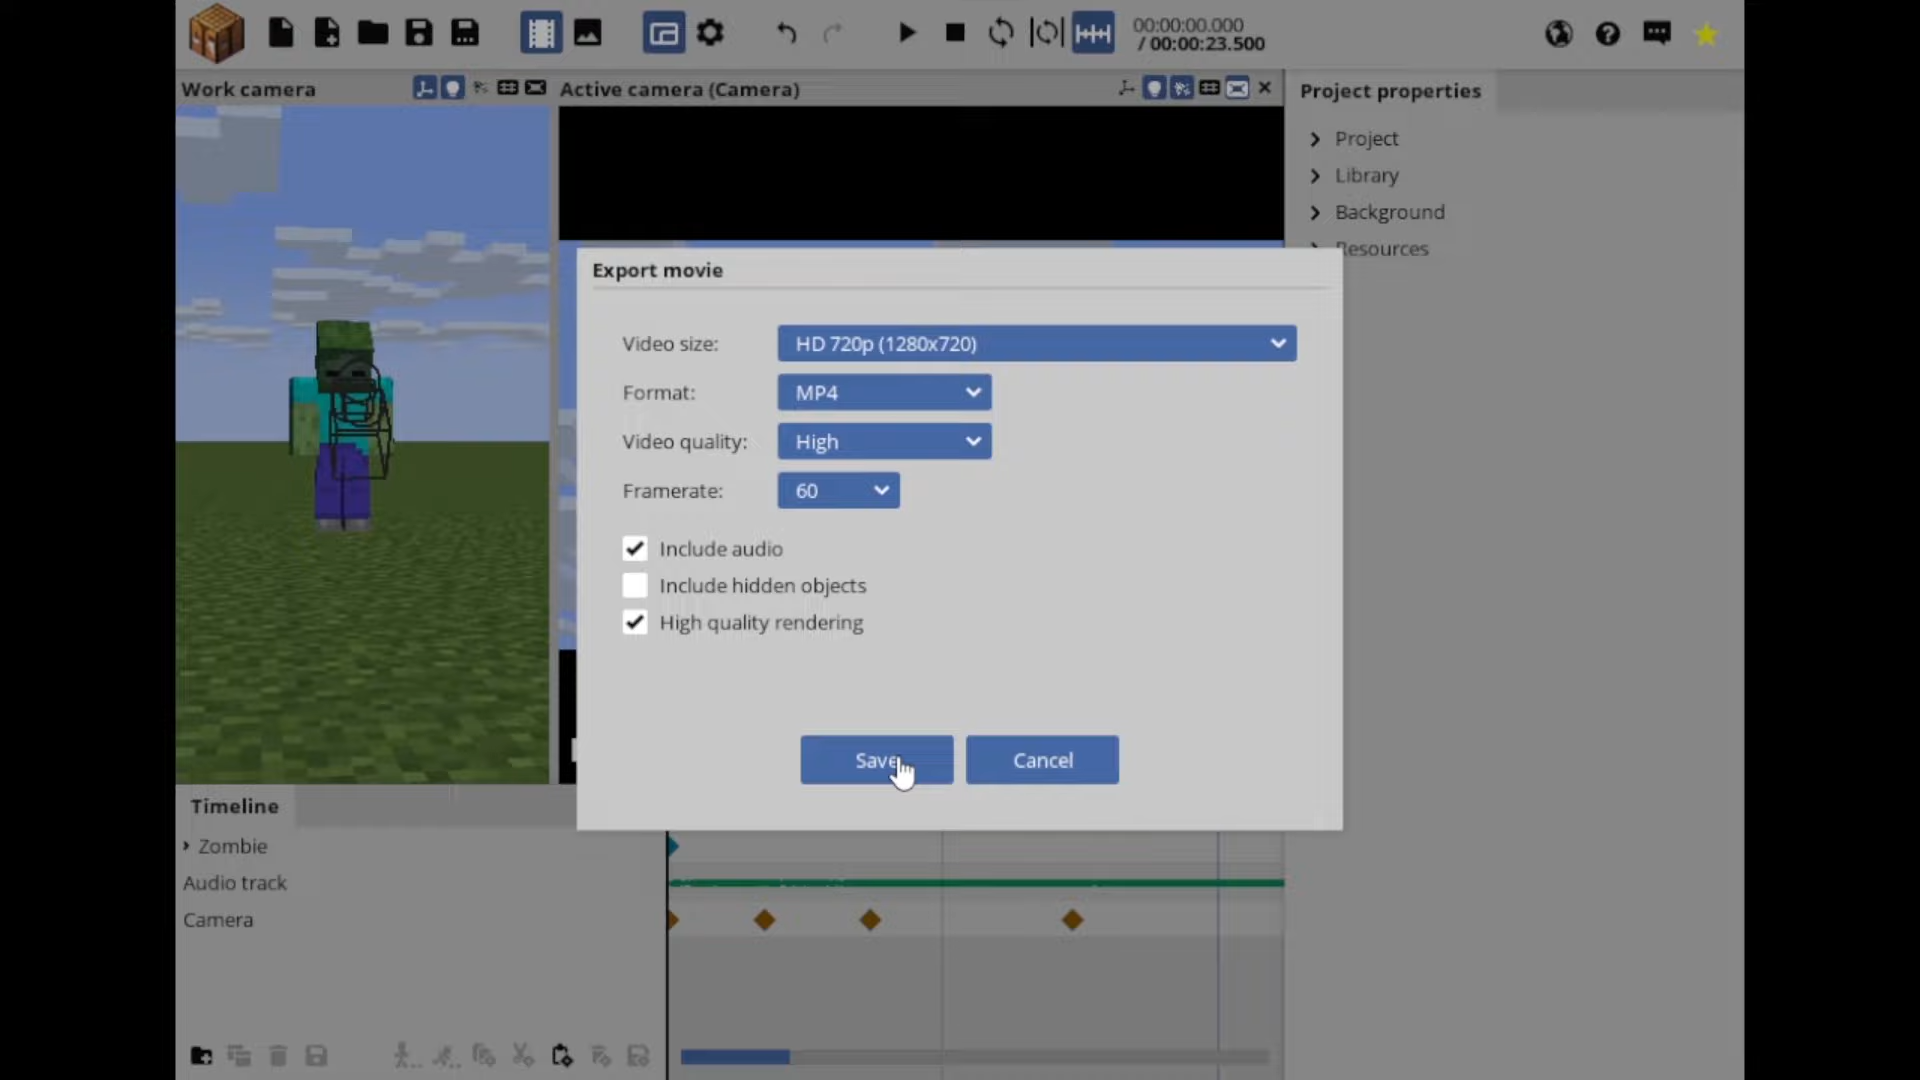 00:00:00.000
/ 00:00:23.500
Work camera
Active camera (Camera)
Project properties
Project
Library
Background
Resources
Export movie
Video size: HD 720p (1280x720)
Format: MP4
Video quality: High
Framerate: 60
Include audio
Include hidden objects
High quality rendering
Save
Cancel
Timeline
Zombie
Audio track
Camera